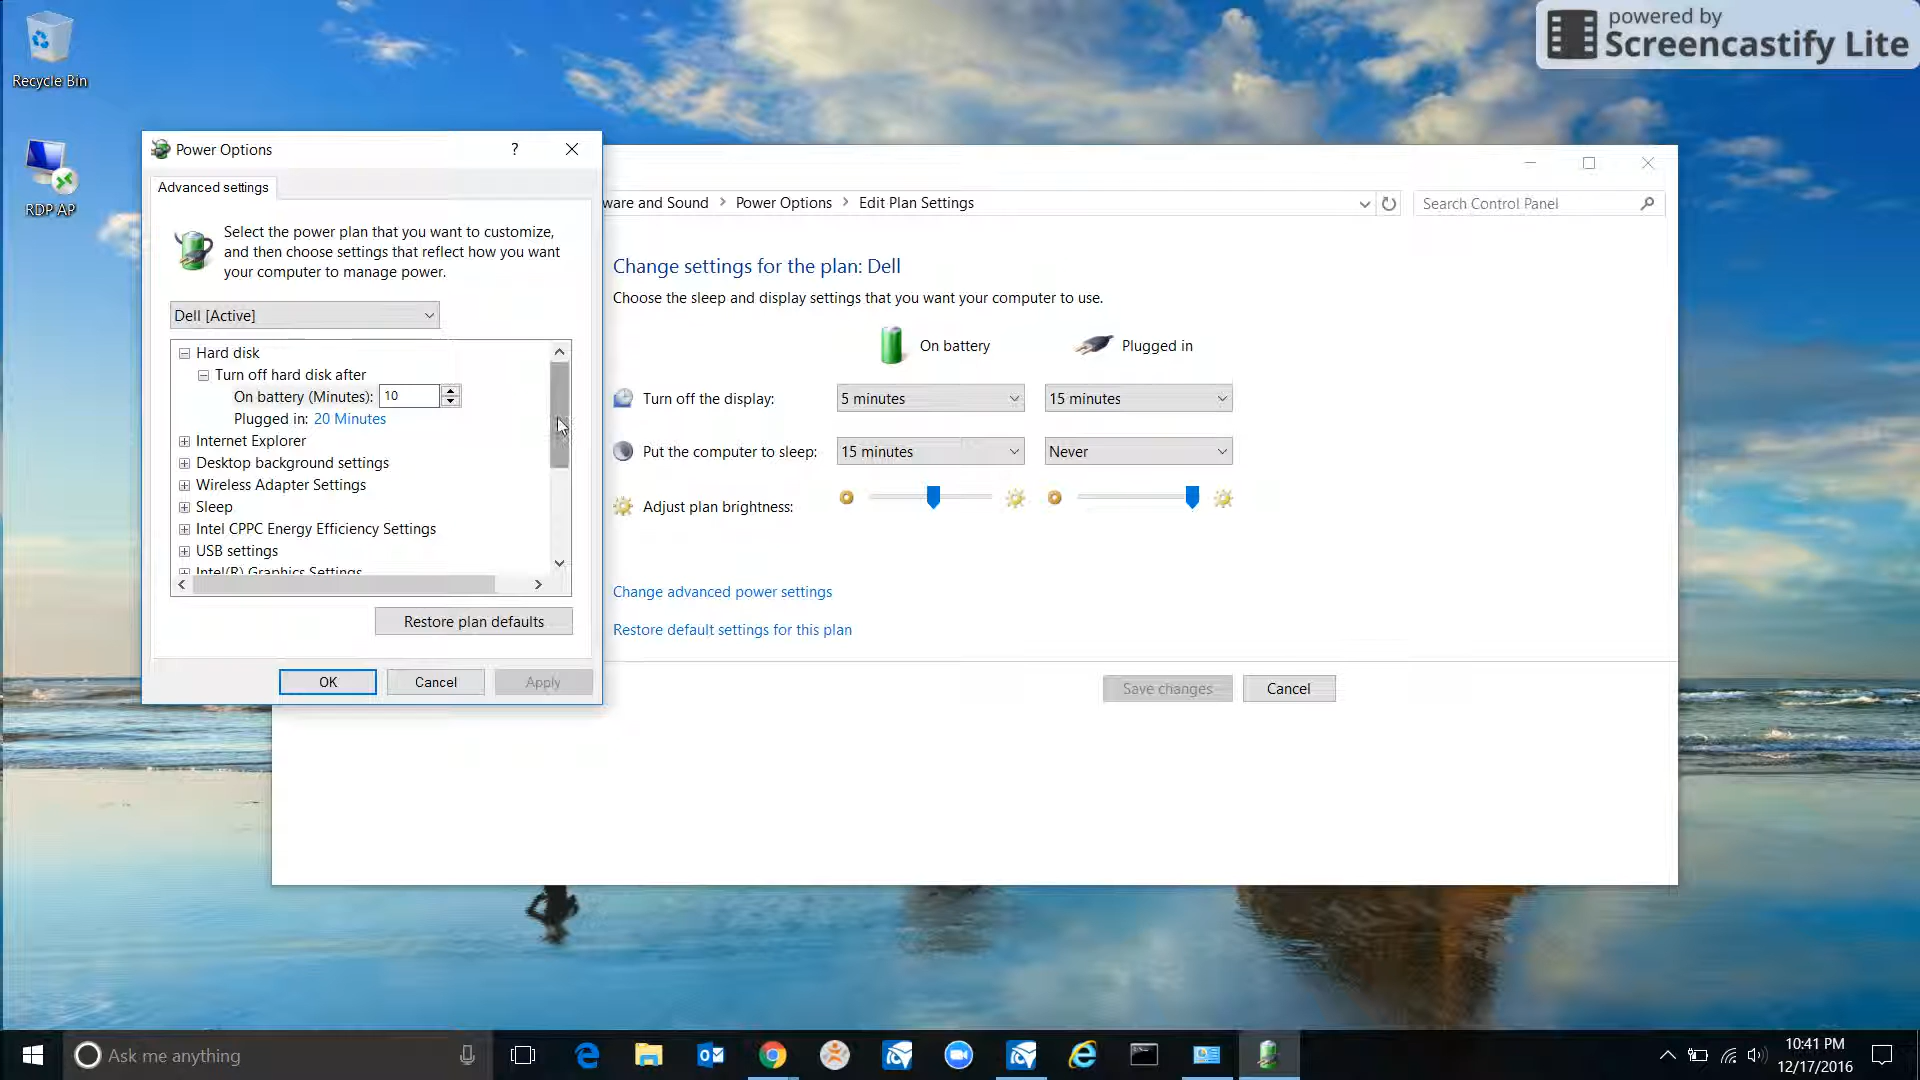 powered by
Screencastify Lite
Recycle Bin
RDP AP
Power Options
?
Advanced settings
Select the power plan that you want to customize,
and then choose settings that reflect how you want
your computer to manage power.
Dell [Active]
Hard disk
Turn off hard disk after
On battery (Minutes): 10
Plugged in: 20 Minutes
Internet Explorer
Desktop background settings
Wireless Adapter Settings
Sleep
Intel CPPC Energy Efficiency Settings
USB settings
Intel(R) Graphics Settings
Restore plan defaults
OK Cancel Apply
ware and Sound > Power Options > Edit Plan Settings
Search Control Panel
Change settings for the plan: Dell
Choose the sleep and display settings that you want your computer to use.
On battery Plugged in
Turn off the display: 5 minutes 15 minutes
Put the computer to sleep: 15 minutes Never
Adjust plan brightness:
Change advanced power settings
Restore default settings for this plan
Save changes Cancel
Ask me anything
10:41 PM
12/17/2016